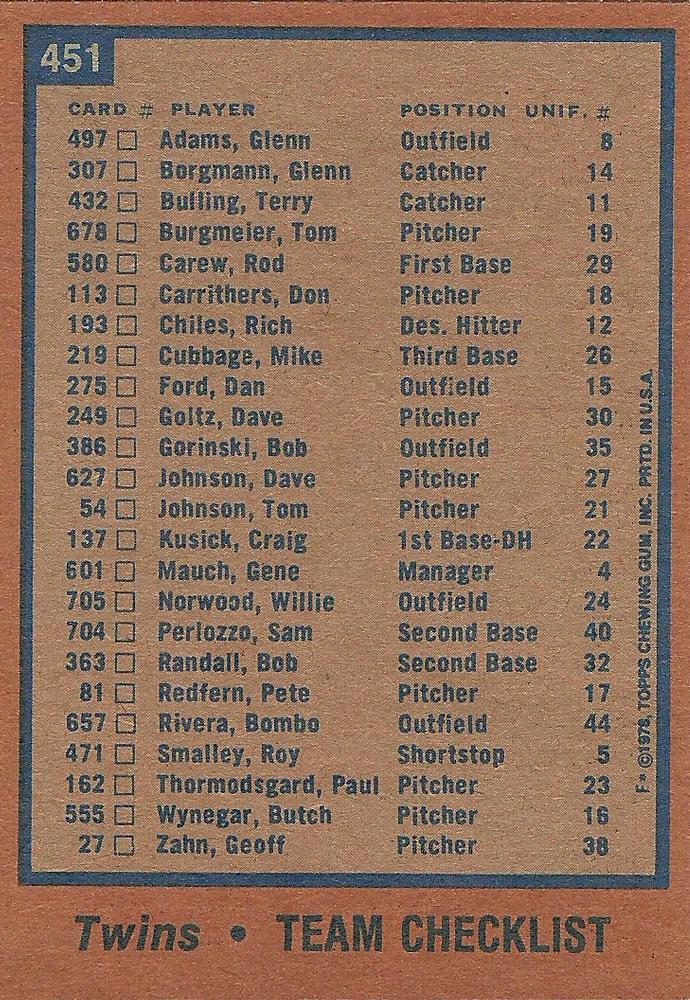 451
CARD # PLAYER POSITION UNIF. #
497 Adams, Glenn Outfield 8
307 Borgmann, Glenn Catcher 14
432 Bulling, Terry Catcher 11
678 Burgmeier, Tom Pitcher 19
580 Carew, Rod First Base 29
113 Carrithers, Don Pitcher 18
193 Chiles, Rich Des. Hitter 12
219 Cubbage, Mike Third Base 26
275 Ford, Dan Outfield 15
249 Goltz, Dave Pitcher 30
386 Gorinski, Bob Outfield 35
627 Johnson, Dave Pitcher 27
54 Johnson, Tom Pitcher 21
137 Kusick, Craig 1st Base-DH 22
601 Mauch, Gene Manager 4
705 Norwood, Willie Outfield 24
704 Perlozzo, Sam Second Base 40
363 Randall, Bob Second Base 32
81 Redfern, Pete Pitcher 17
657 Rivera, Bombo Outfield 44
471 Smalley, Roy Shortstop 5
162 Thormodsgard, Paul Pitcher 23
555 Wynegar, Butch Pitcher 16
27 Zahn, Geoff Pitcher 38
F* ©1978, TOPPS CHEWING GUM, INC. PRTD. IN U.S.A.
Twins • TEAM CHECKLIST